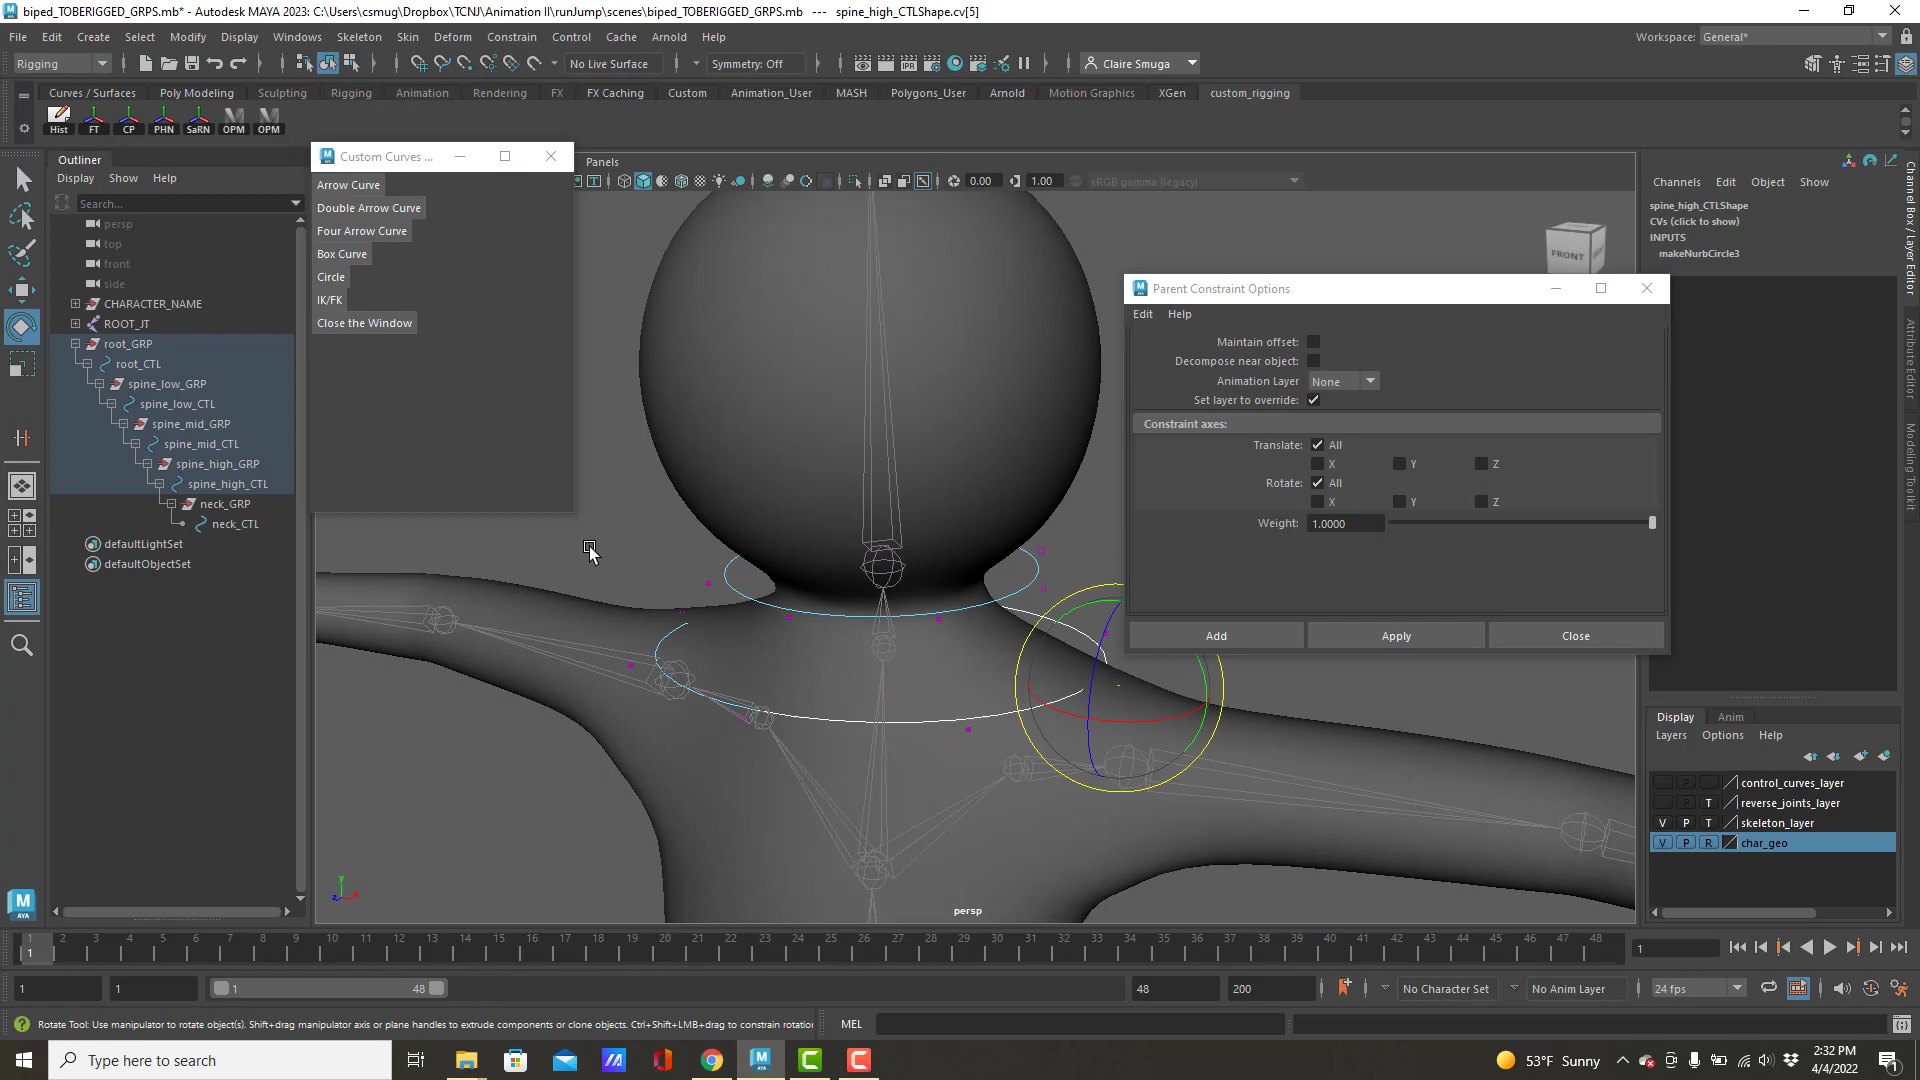 biped_TOBERIGGED_GRPS.mb* - Autodesk MAYA 2023: C:\Users\csmug\Dropbox\TCNJ\Animation II\runJump\scenes\biped_TOBERIGGED_GRPS.mb --- spine_high_CTLShape.cv[5]
File Edit Create Select Modify Display Windows Skeleton Skin Deform Constrain Control Cache Arnold Help
Workspace: General*
Rigging
No Live Surface
Symmetry: Off
IPR
Claire Smuga
Curves / Surfaces Poly Modeling Sculpting Rigging Animation Rendering FX FX Caching Custom Animation_User MASH Polygons_User Arnold Motion Graphics XGen custom_rigging
Hist FT CP PHN SaRN OPM OPM
Outliner
Display Show Help
Search...
persp
top
front
side
CHARACTER_NAME
ROOT_JT
root_GRP
root_CTL
spine_low_GRP
spine_low_CTL
spine_mid_GRP
spine_mid_CTL
spine_high_GRP
spine_high_CTL
neck_GRP
neck_CTL
defaultLightSet
defaultObjectSet
Custom Curves ...
Arrow Curve
Double Arrow Curve
Four Arrow Curve
Box Curve
Circle
IK/FK
Close the Window
Panels
0.00
1.00
sRGB gamma (legacy)
FRONT
Parent Constraint Options
Edit Help
Maintain offset:
Decompose near object:
Animation Layer None
Set layer to override:
Constraint axes:
Translate: All
X Y Z
Rotate: All
X Y Z
Weight: 1.0000
Add Apply Close
y
x
z
persp
Channels Edit Object Show
spine_high_CTLShape
CVs (click to show)
INPUTS
makeNurbCircle3
Channel Box / Layer Editor
Attribute Editor
Modeling Toolkit
Display Anim
Layers Options Help
control_curves_layer
T reverse_joints_layer
V P T skeleton_layer
V P R char_geo
1 2 3 4 5 6 7 8 9 10 11 12 13 14 15 16 17 18 19 20 21 22 23 24 25 26 27 28 29 30 31 32 33 34 35 36 37 38 39 40 41 42 43 44 45 46 47 48
1
1
1 1 1 48 48 200
No Character Set
No Anim Layer
24 fps
Rotate Tool: Use manipulator to rotate object(s). Shift+drag manipulator axis or plane handles to extrude components or clone objects. Ctrl+Shift+LMB+drag to constrain rotation
MEL
AYA
Type here to search
AYA
53°F Sunny
2:32 PM
4/4/2022
1